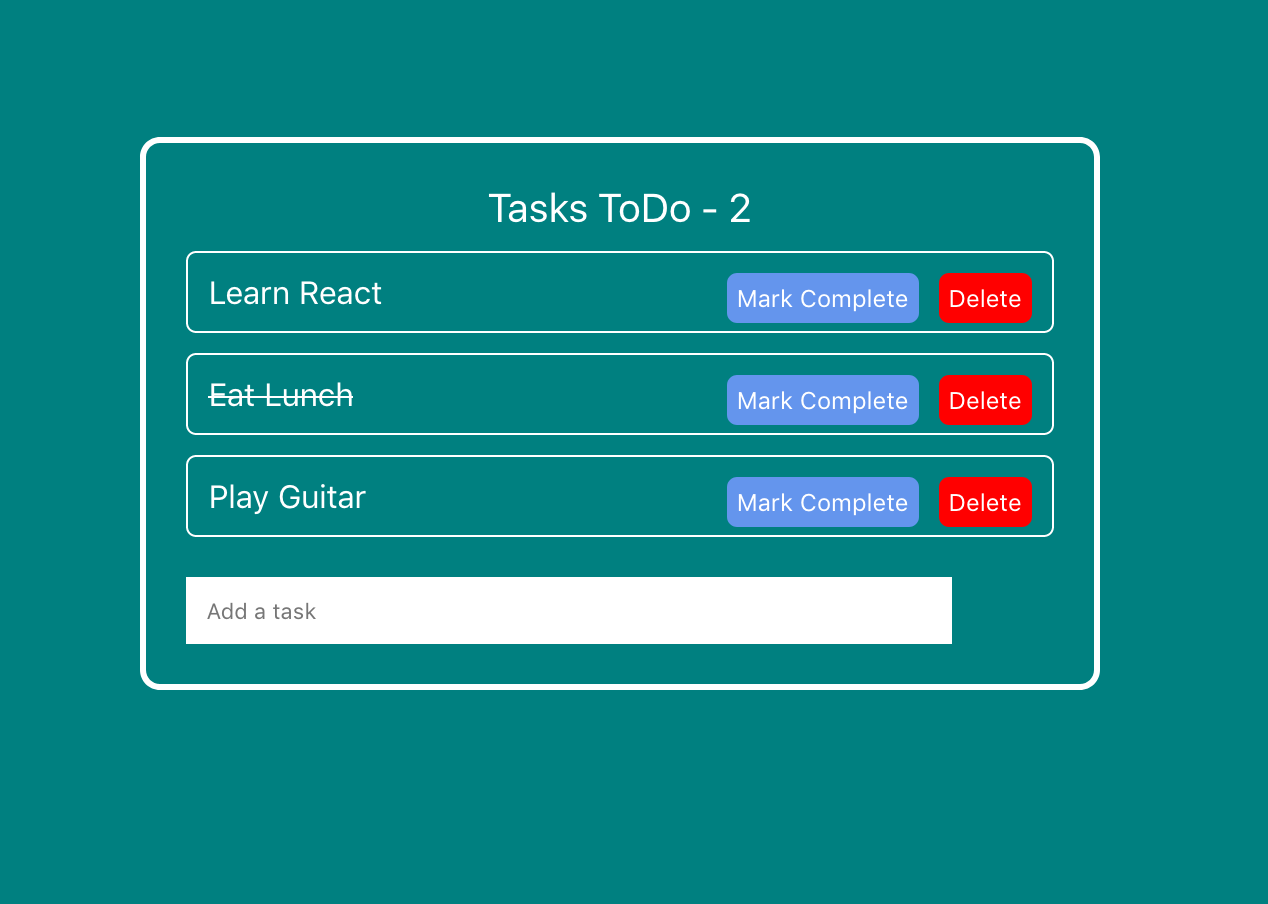 Tasks ToDo - 2
Learn React Mark Complete Delete
Eat Lunch Mark Complete Delete
Play Guitar Mark Complete Delete
Add a task